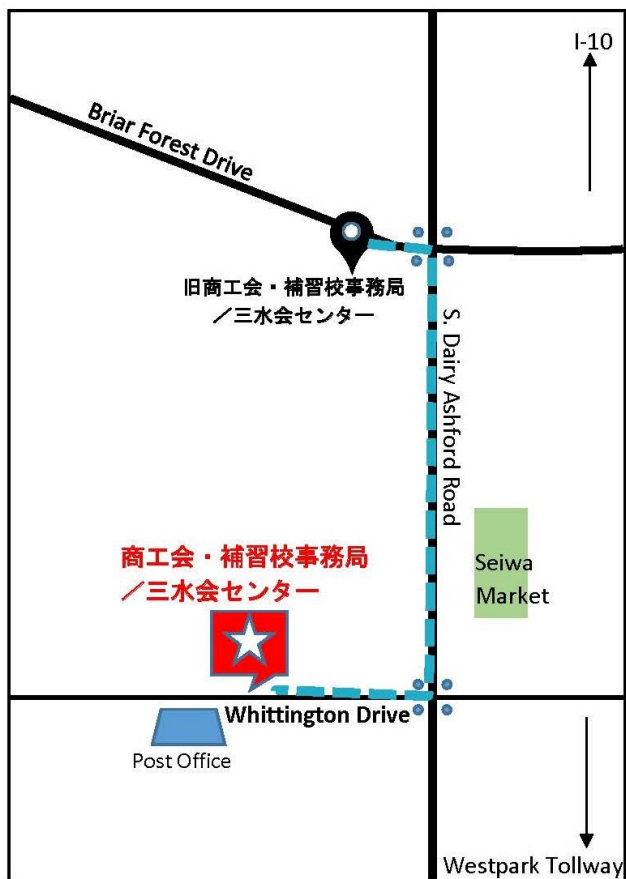 I-10
Briar Forest Drive
旧商工会・補習校事務局
／三水会センター
S. Dairy Ashford Road
Seiwa
Market
商工会・補習校事務局
／三水会センター
Whittington Drive
Post Office
Westpark Tollway